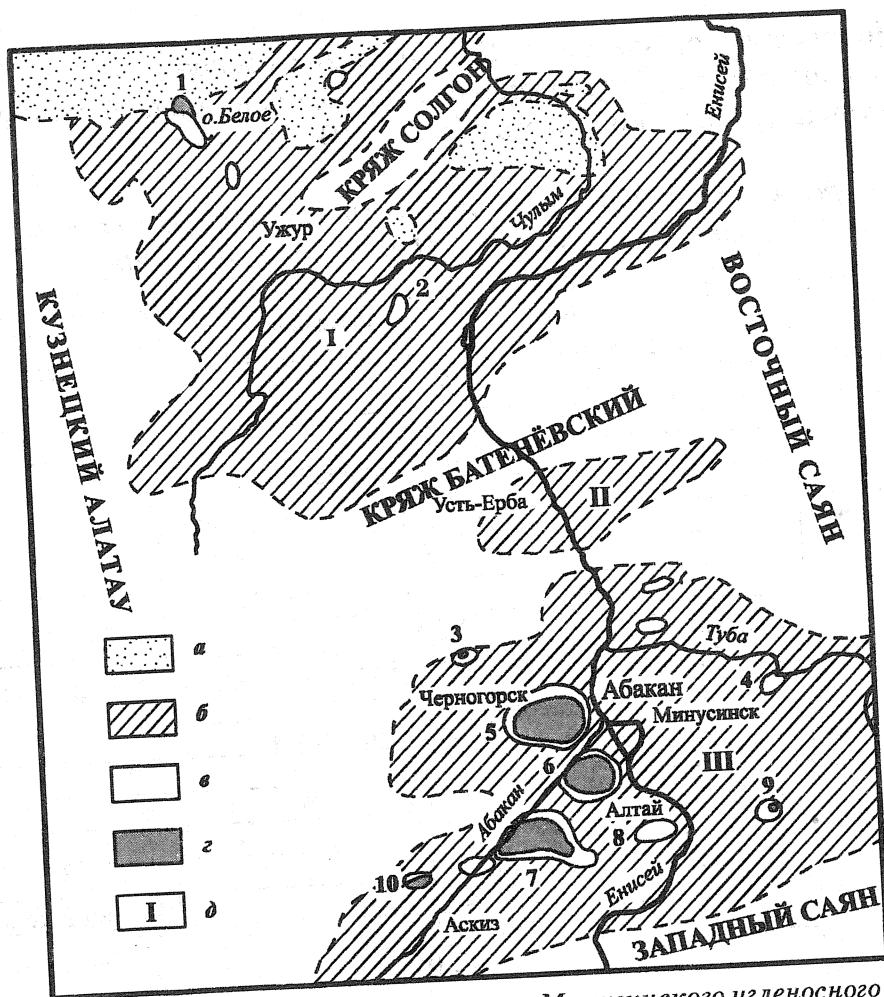 Енисей
1
о.Белое
КРЯЖ СОЛГОН
Чулым
Ужур
2
I
ВОСТОЧНЫЙ САЯН
КУЗНЕЦКИЙ АЛАТАУ
КРЯЖ БАТЕНЁВСКИЙ
Усть-Ерба
II
3
Туба
а
4
Черногорск
Абакан
Минусинск
5
б
III
6
в
9
Абакан
Алтай
8
г
7
10
Енисей
I
д
Аскиз
ЗАПАДНЫЙ САЯН
угленосного